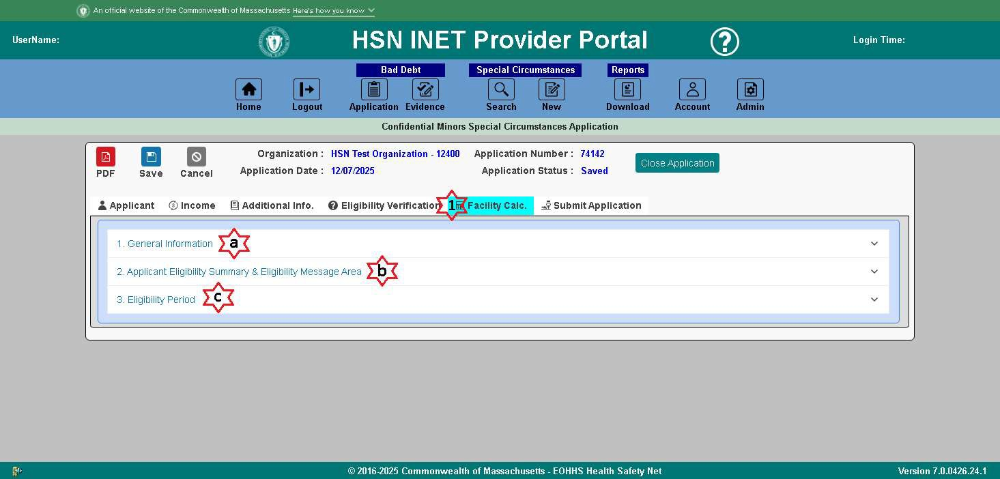 An official website of the Commonwealth of Massachusetts Here's how you know
UserName:
HSN INET Provider Portal
?
Login Time:
Bad Debt
Special Circumstances
Reports
Home
Logout
Application
Evidence
Search
New
Download
Account
Admin
Confidential Minors Special Circumstances Application
PDF
Save
Cancel
Organization : HSN Test Organization - 12400
Application Number : 74142
Application Date : 12/07/2025
Application Status : Saved
Close Application
Applicant
Income
Additional Info.
Eligibility Verification
1
Facility Calc.
Submit Application
1. General Information a
2. Applicant Eligibility Summary & Eligibility Message Area b
3. Eligibility Period c
© 2016-2025 Commonwealth of Massachusetts - EOHHS Health Safety Net
Version 7.0.0426.24.1